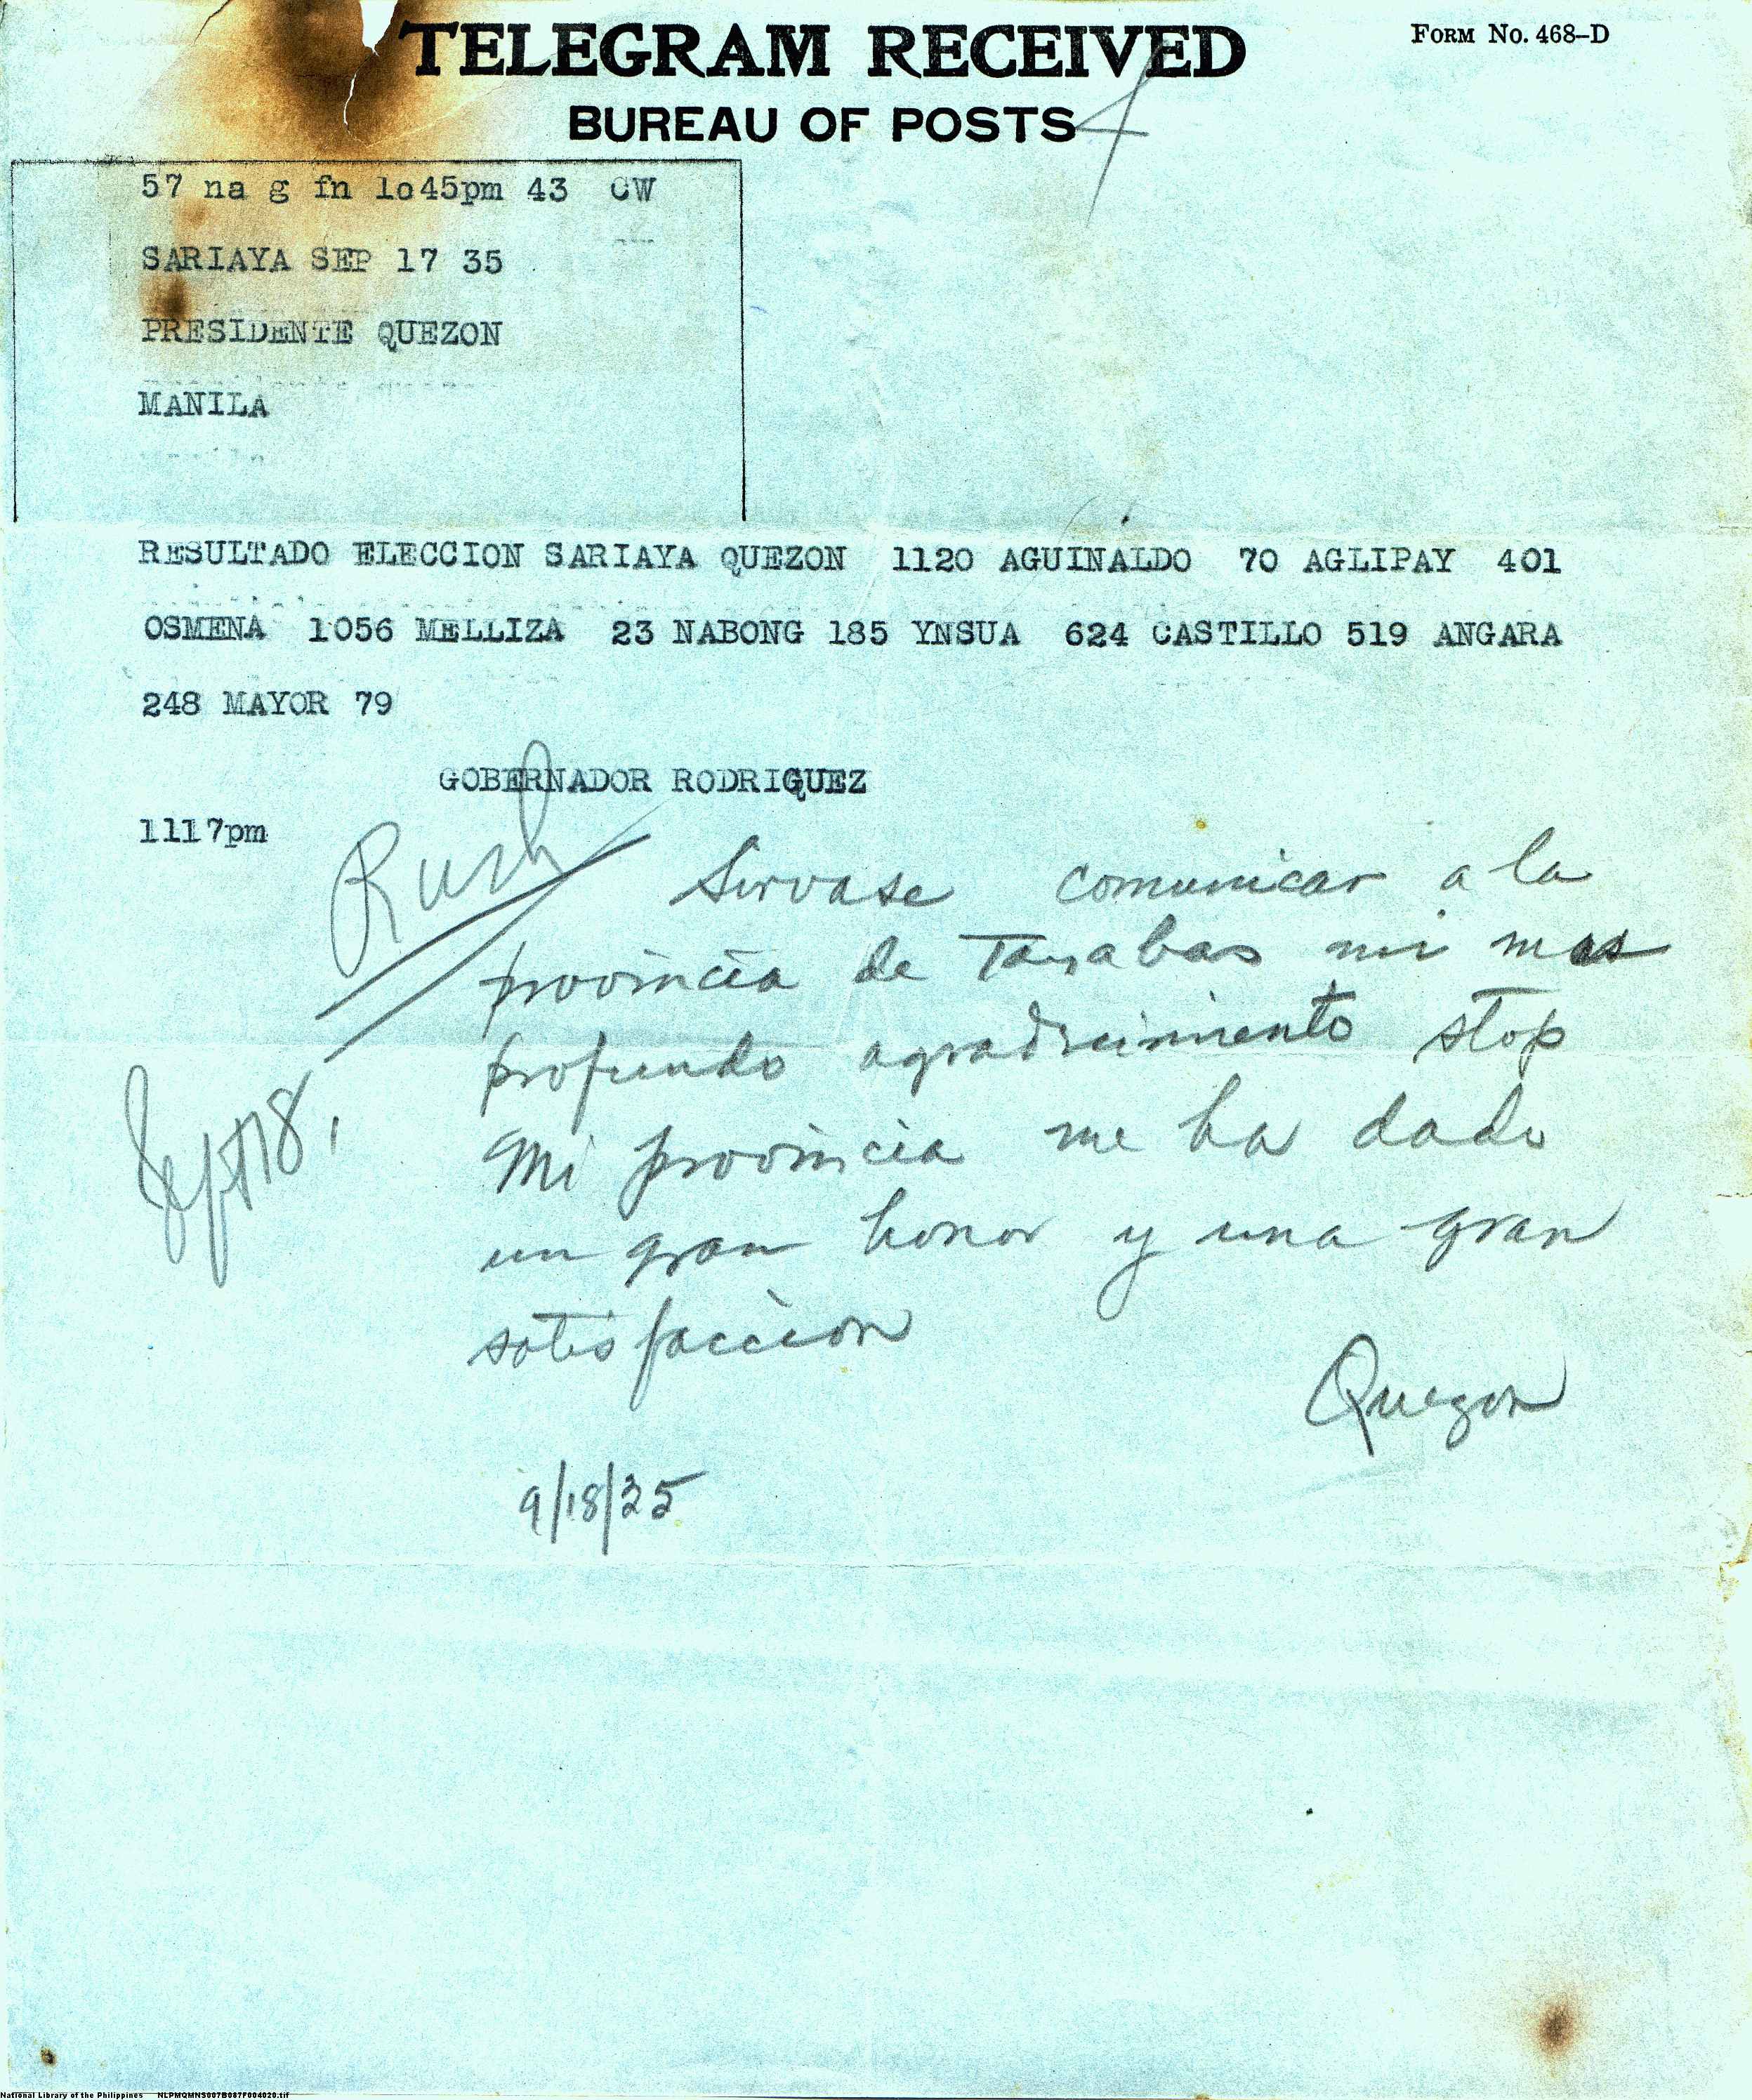 TELEGRAM RECEIVED
FORM NO. 468-D
BUREAU OF POSTS
4
57 na g fn 1o45pm 43 CW
SARIAYA SEP 17 35
PRESIDENTE QUEZON
MANILA
RESULTADO ELECCION SARIAYA QUEZON 1120 AGUINALDO 70 AGLIPAY 401
OSMENA 1056 MELLIZA 23 NABONG 185 YNSUA 624 CASTILLO 519 ANGARA
248 MAYOR 79
GOBERNADOR RODRIGUEZ
1117pm
Rush
Sirvase comunicar a la
provincia de Tayabas mi mas
profundo agradecimiento stop
Mi provincia me ha dado
un gran honor y una gran
satisfaccion
Quezon
Sept 18,
9/18/35
National Library of the Philippines NLPMQMNS007B087F004020.tif